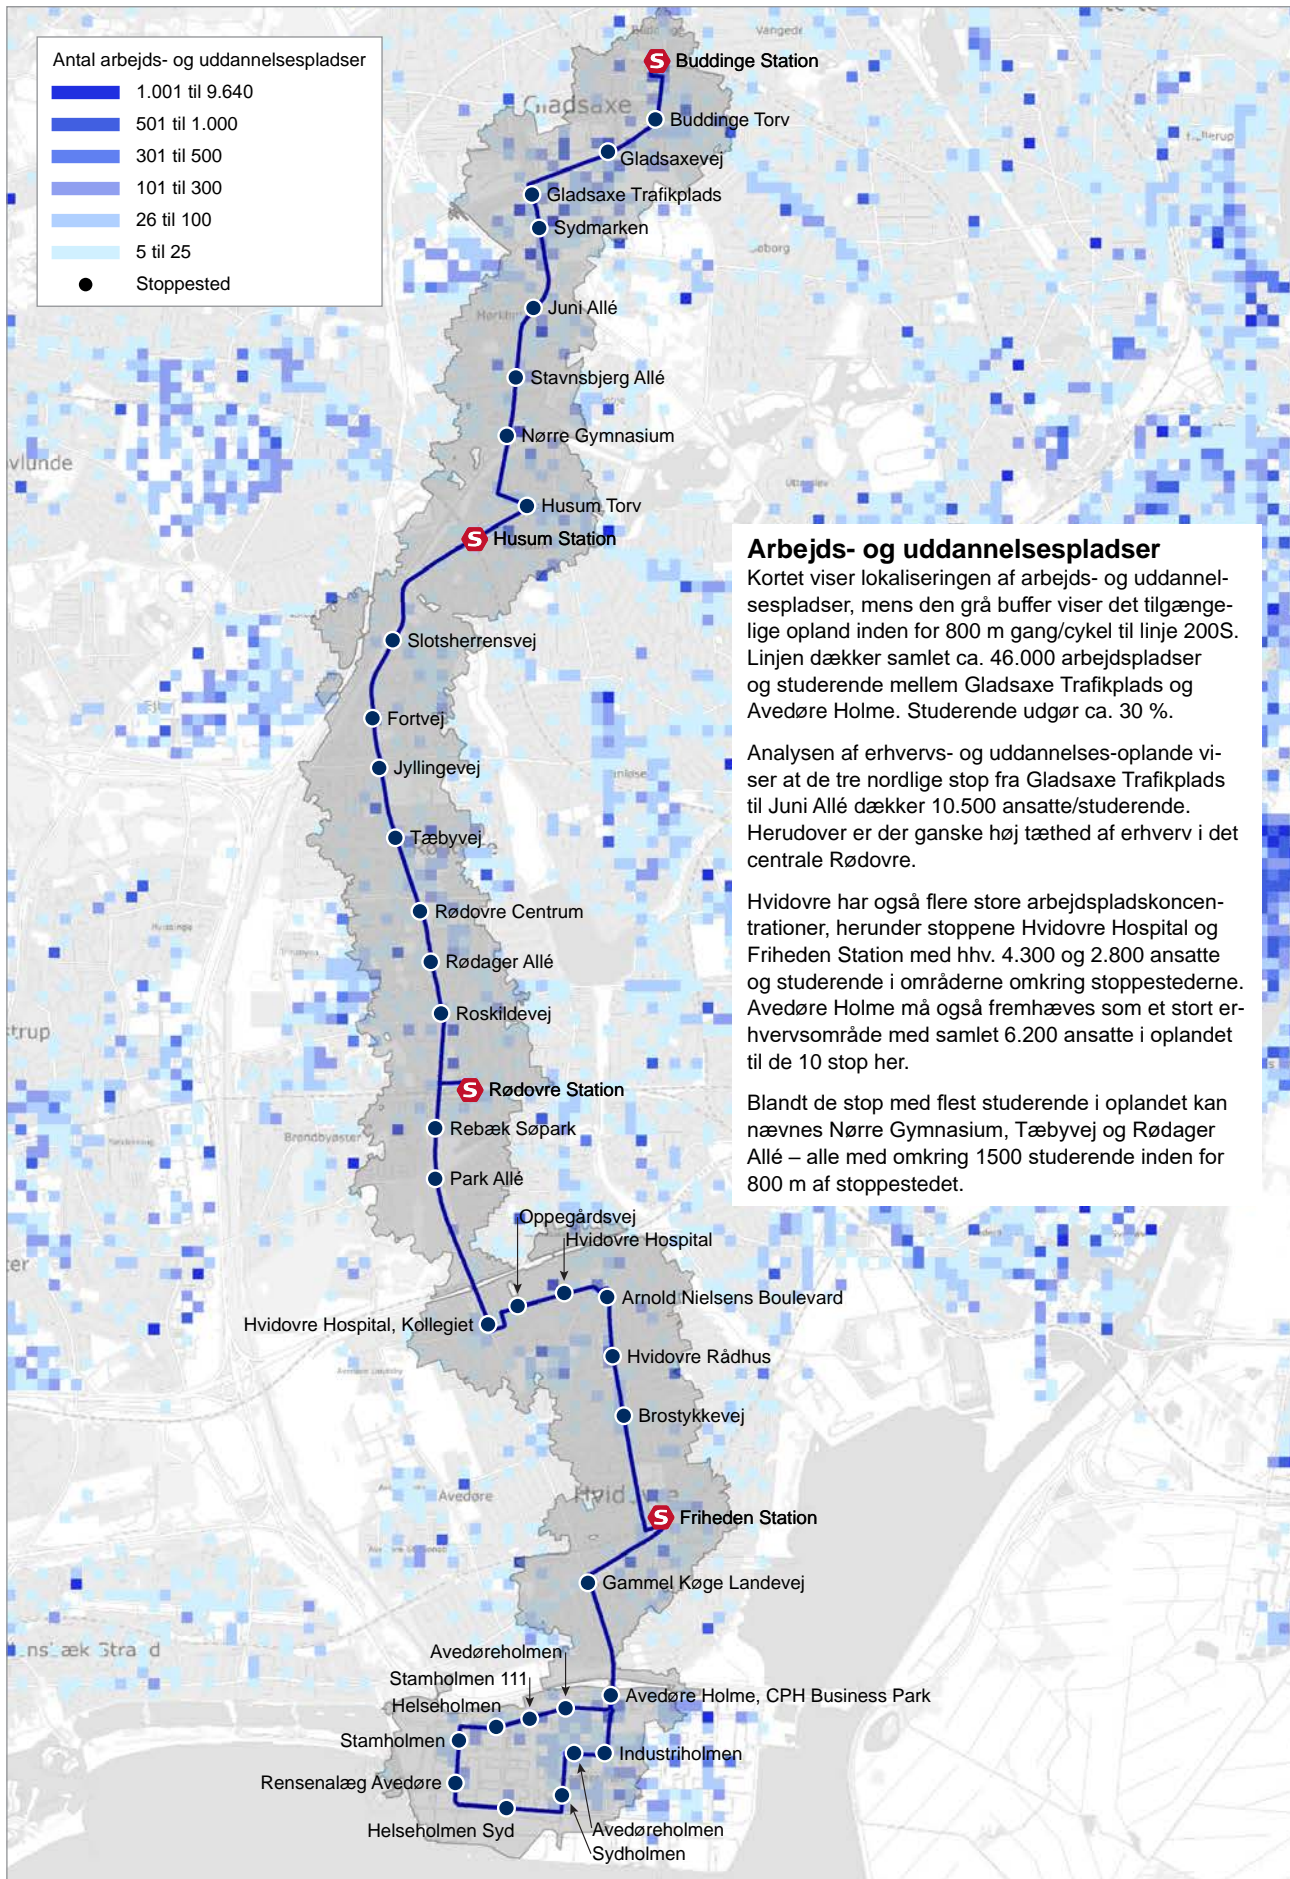 Antal arbejds- og uddannelsespladser
1.001 til 9.640
501 til 1.000
301 til 500
101 til 300
26 til 100
5 til 25
Stoppested
Vangede
Buddinge Station
Gladsaxe
Buddinge Torv
Gladsaxevej
Gladsaxe Trafikplads
Sydmarken
Juni Allé
Stavnsbjerg Allé
Nørre Gymnasium
Husum Torv
Husum Station
Slotsherrensvej
Fortvej
Jyllingevej
Tæbyvej
Rødovre Centrum
Rødager Allé
Roskildevej
Rødovre Station
Rebæk Søpark
Brøndbyøster
Park Allé
Oppegårdsvej
Hvidovre Hospital
Arnold Nielsens Boulevard
Hvidovre Hospital, Kollegiet
Hvidovre Rådhus
Brostykkevej
Avedøre
Friheden Station
Gammel Køge Landevej
Avedøreholmen
Stamholmen 111
Helseholmen
Avedøre Holme, CPH Business Park
Stamholmen
Industriholmen
Rensenalæg Avedøre
Helseholmen Syd
Avedøreholmen
Sydholmen
Arbejds- og uddannelsespladser
Kortet viser lokaliseringen af arbejds- og uddannel-
sespladser, mens den grå buffer viser det tilgænge-
lige opland inden for 800 m gang/cykel til linje 200S.
Linjen dækker samlet ca. 46.000 arbejdspladser
og studerende mellem Gladsaxe Trafikplads og
Avedøre Holme. Studerende udgør ca. 30 %.
Analysen af erhvervs- og uddannelses-oplande vi-
ser at de tre nordlige stop fra Gladsaxe Trafikplads
til Juni Allé dækker 10.500 ansatte/studerende.
Herudover er der ganske høj tæthed af erhverv i det
centrale Rødovre.
Hvidovre har også flere store arbejdspladskoncen-
trationer, herunder stoppene Hvidovre Hospital og
Friheden Station med hhv. 4.300 og 2.800 ansatte
og studerende i områderne omkring stoppestederne.
Avedøre Holme må også fremhæves som et stort er-
hvervsområde med samlet 6.200 ansatte i oplandet
til de 10 stop her.
Blandt de stop med flest studerende i oplandet kan
nævnes Nørre Gymnasium, Tæbyvej og Rødager
Allé – alle med omkring 1500 studerende inden for
800 m af stoppestedet.